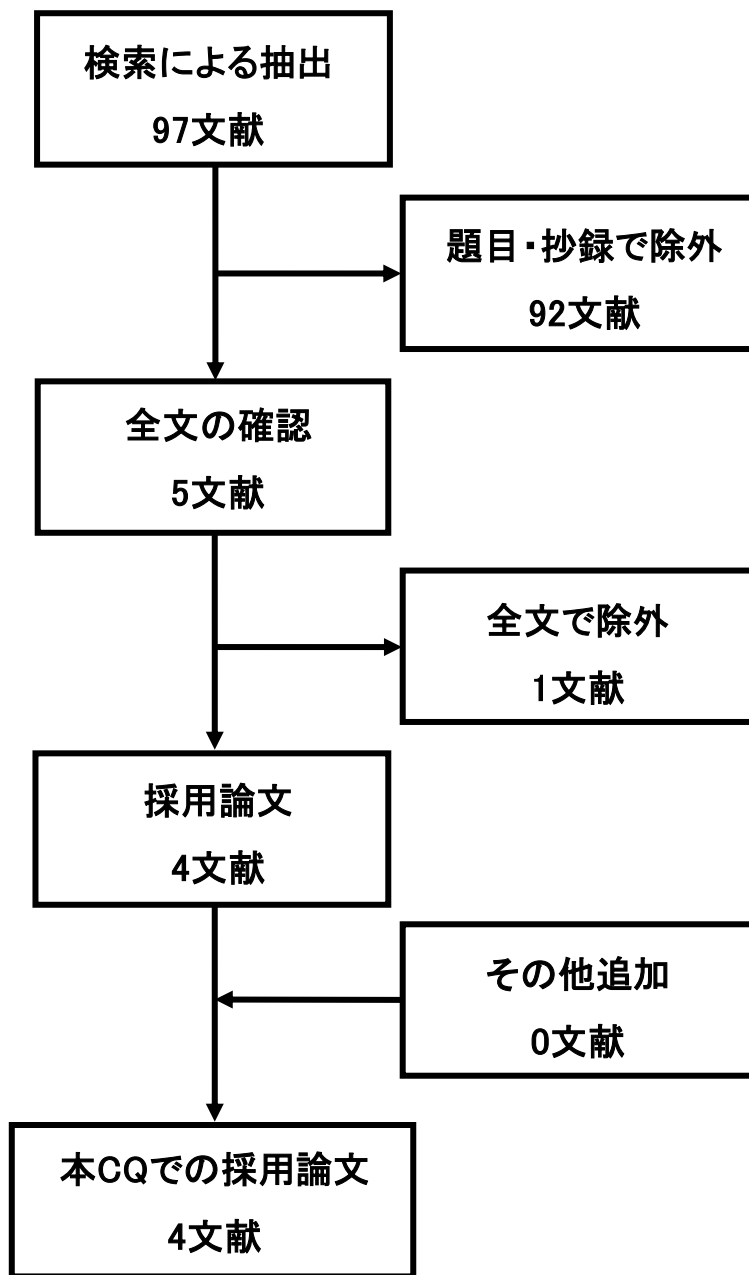 検索による抽出
97文献
題目・抄録で除外
92文献
全文の確認
5文献
全文で除外
1文献
採用論文
4文献
その他追加
0文献
本CQでの採用論文
4文献